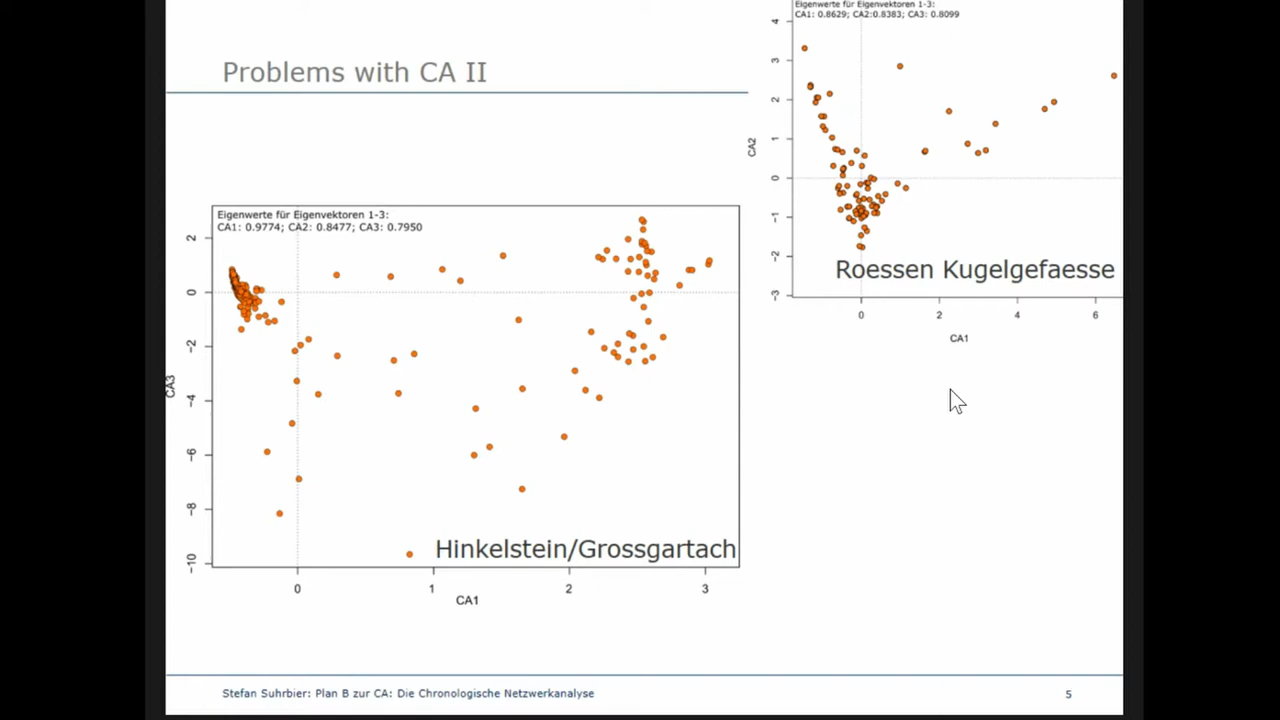 Problems with CA II
Eigenwerte für Eigenvektoren 1-3:
CA1: 0.8629; CA2:0.8383; CA3: 0.8099
4
3
2
1
0
-1
-2
-3
CA2
Roessen Kugelgefaesse
0
2
4
6
CA1
Eigenwerte für Eigenvektoren 1-3:
CA1: 0.9774; CA2: 0.8477; CA3: 0.7950
2
0
-2
-4
-6
-8
-10
CA3
Hinkelstein/Grossgartach
0
1
2
3
CA1
Stefan Suhrbier: Plan B zur CA: Die Chronologische Netzwerkanalyse
5